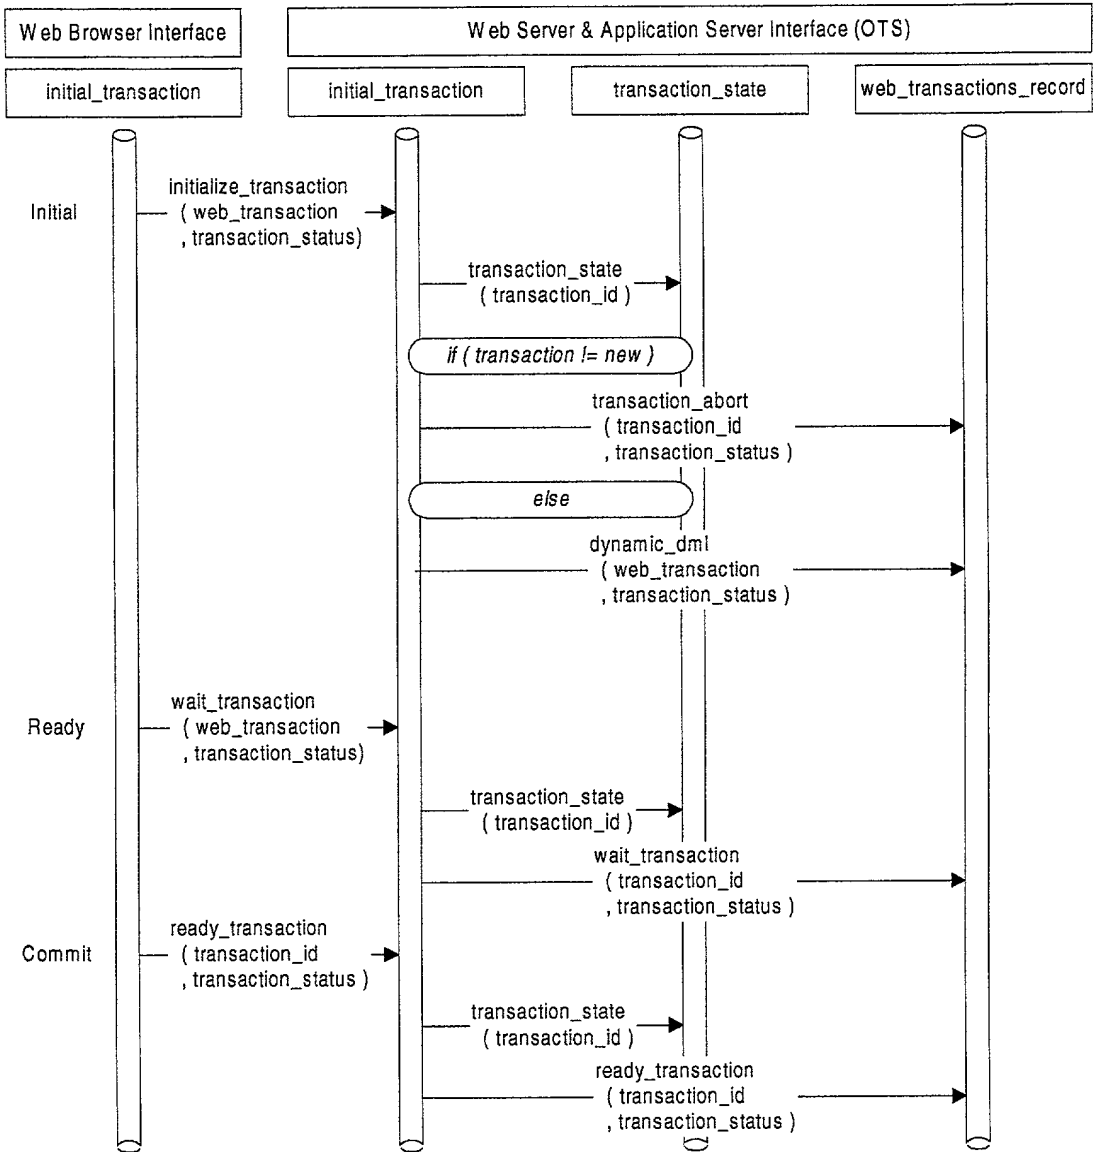 Web Browser Interface
Web Server & Application Server Interface (OTS)
initial_transaction
initial_transaction
transaction_state
web_transactions_record
Initial
initialize_transaction
( web_transaction
, transaction_status)
transaction_state
( transaction_id )
if ( transaction != new )
transaction_abort
( transaction_id
, transaction_status )
else
dynamic_dml
( web_transaction
, transaction_status )
Ready
wait_transaction
( web_transaction
, transaction_status)
transaction_state
( transaction_id )
wait_transaction
( transaction_id
, transaction_status )
Commit
ready_transaction
( transaction_id
, transaction_status )
transaction_state
( transaction_id )
ready_transaction
( transaction_id
, transaction_status )